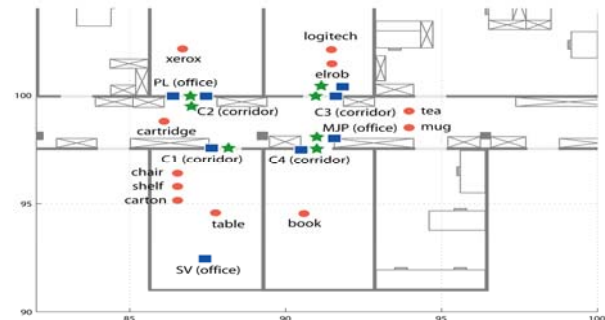 logitech
xerox
elrob
PL (office)
100
C2 (corridor)
C3 (corridor)
tea
cartridge
MJP (office)
mug
C1 (corridor)
C4 (corridor)
chair
shelf
carton
95
table
book
SV (office)
90
85
90
95
100